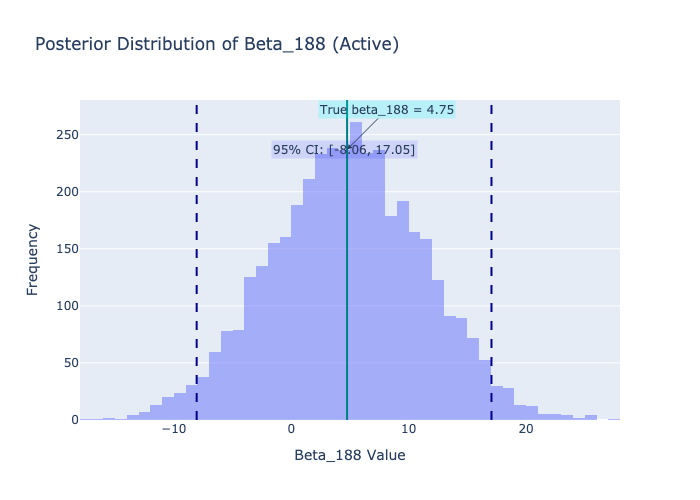 Posterior Distribution of Beta_188 (Active)
True beta_188 = 4.75
95% CI: [-8.06, 17.05]
Frequency
250
200
150
100
50
0
−10
0
10
20
Beta_188 Value